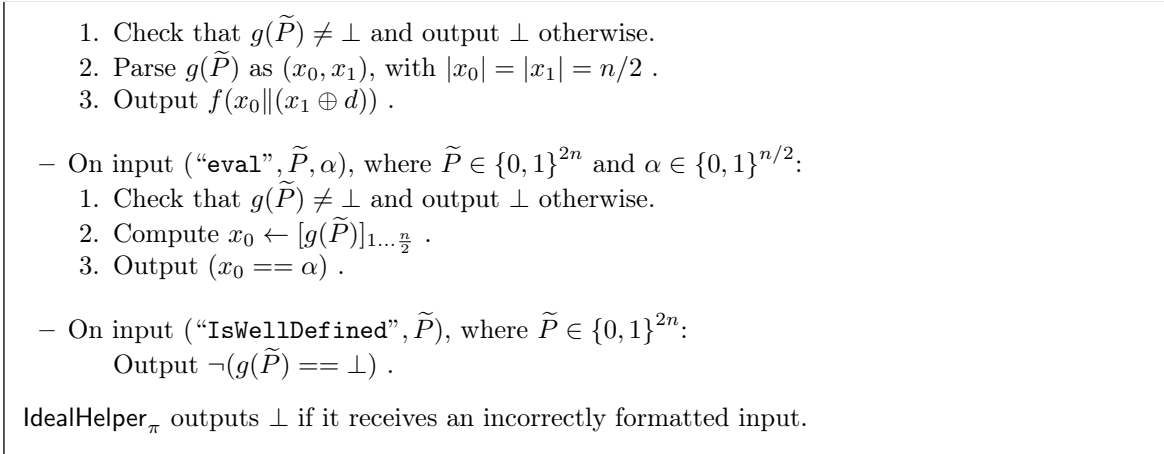 1. Check that g(P̃) ≠ ⊥ and output ⊥ otherwise.
2. Parse g(P̃) as (x₀, x₁), with |x₀| = |x₁| = n/2 .
3. Output f(x₀∥(x₁ ⊕ d)) .
– On input (“eval”, P̃, α), where P̃ ∈ {0, 1}²ⁿ and α ∈ {0, 1}ⁿᐟ²:
1. Check that g(P̃) ≠ ⊥ and output ⊥ otherwise.
2. Compute x₀ ← [g(P̃)]₁…n/2 .
3. Output (x₀ == α) .
– On input (“IsWellDefined”, P̃), where P̃ ∈ {0, 1}²ⁿ:
Output ¬(g(P̃) == ⊥) .
IdealHelperπ outputs ⊥ if it receives an incorrectly formatted input.